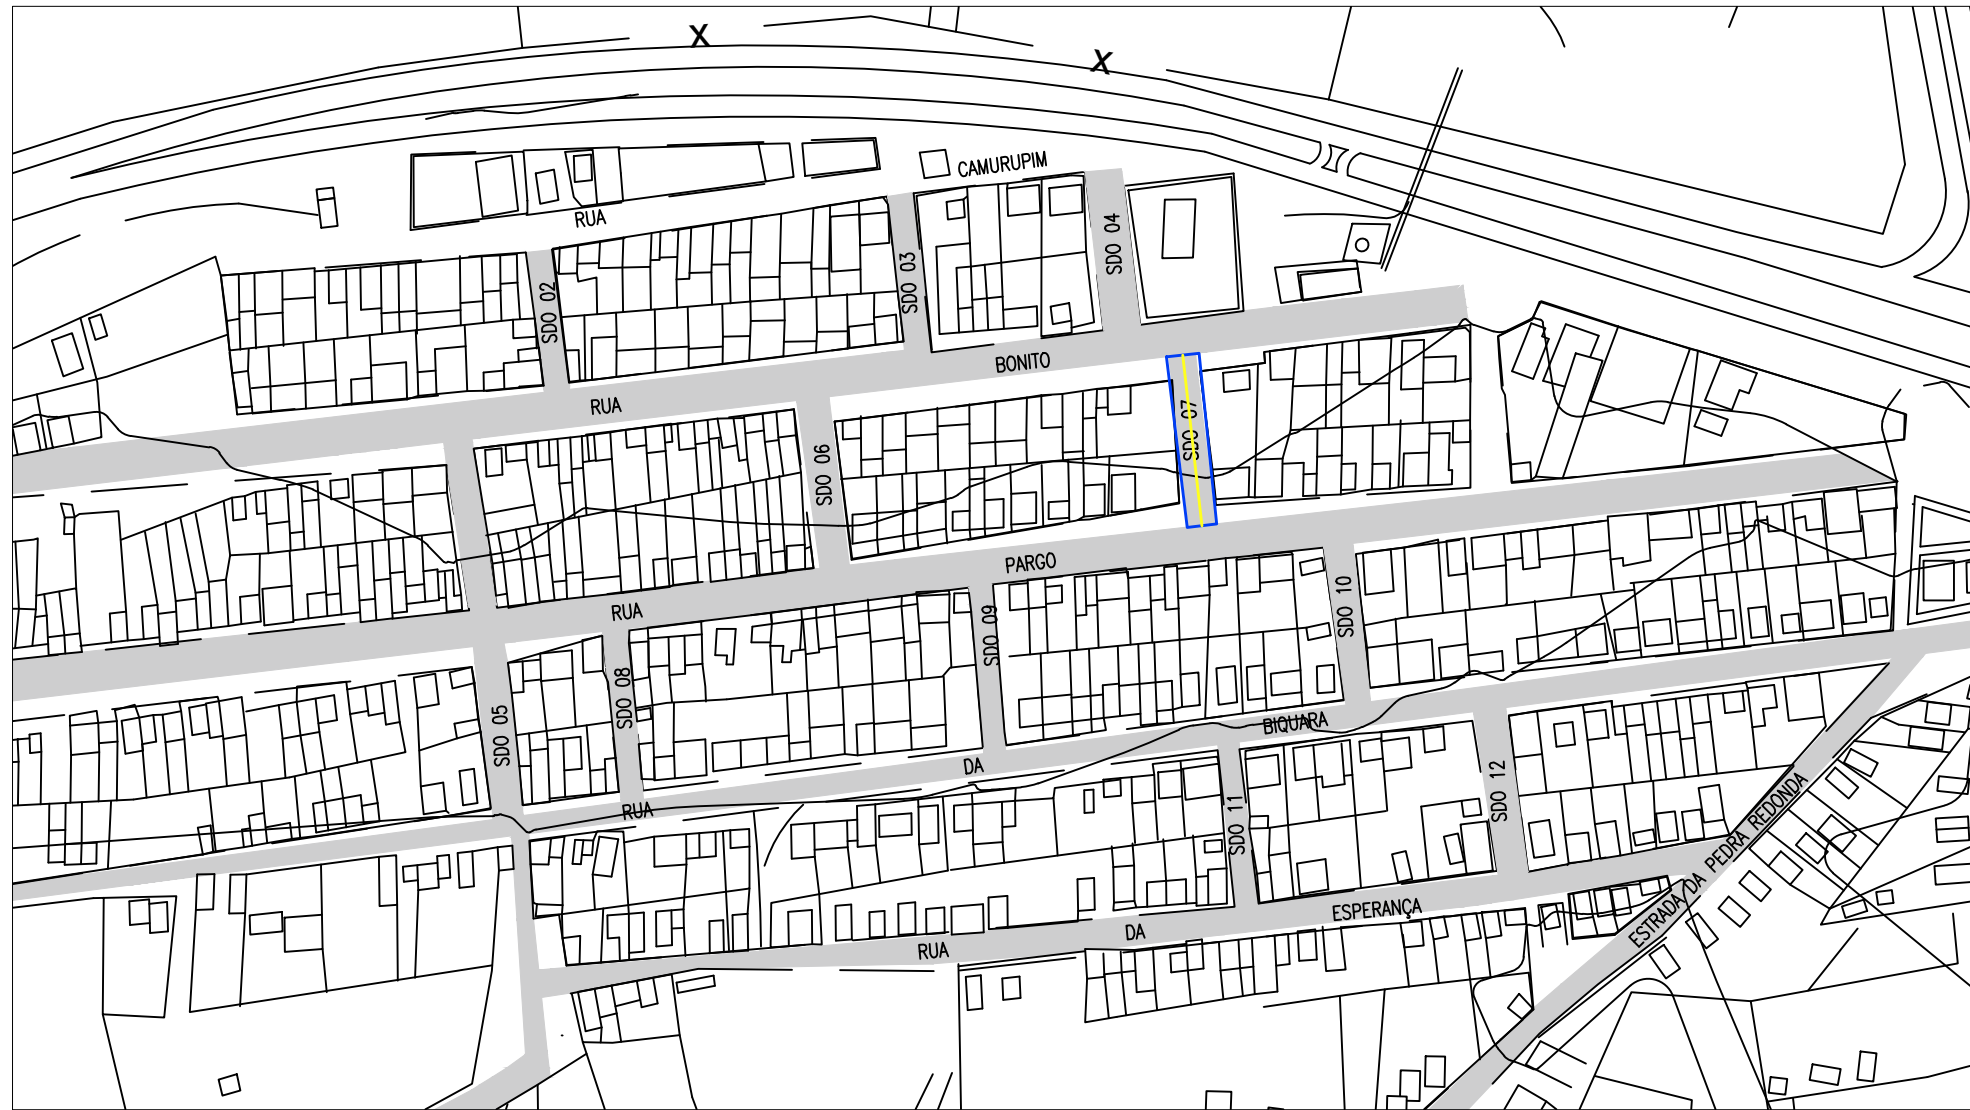 X
X
CAMURUPIM
RUA
SDO 04
SDO 03
SDO 02
BONITO
RUA
SDO 07
SDO 06
PARGO
RUA
SDO 10
SDO 09
SDO 08
SDO 05
BIQUARA
DA
RUA
SDO 12
SDO 11
ESTRADA DA PEDRA REDONDA
ESPERANÇA
DA
RUA